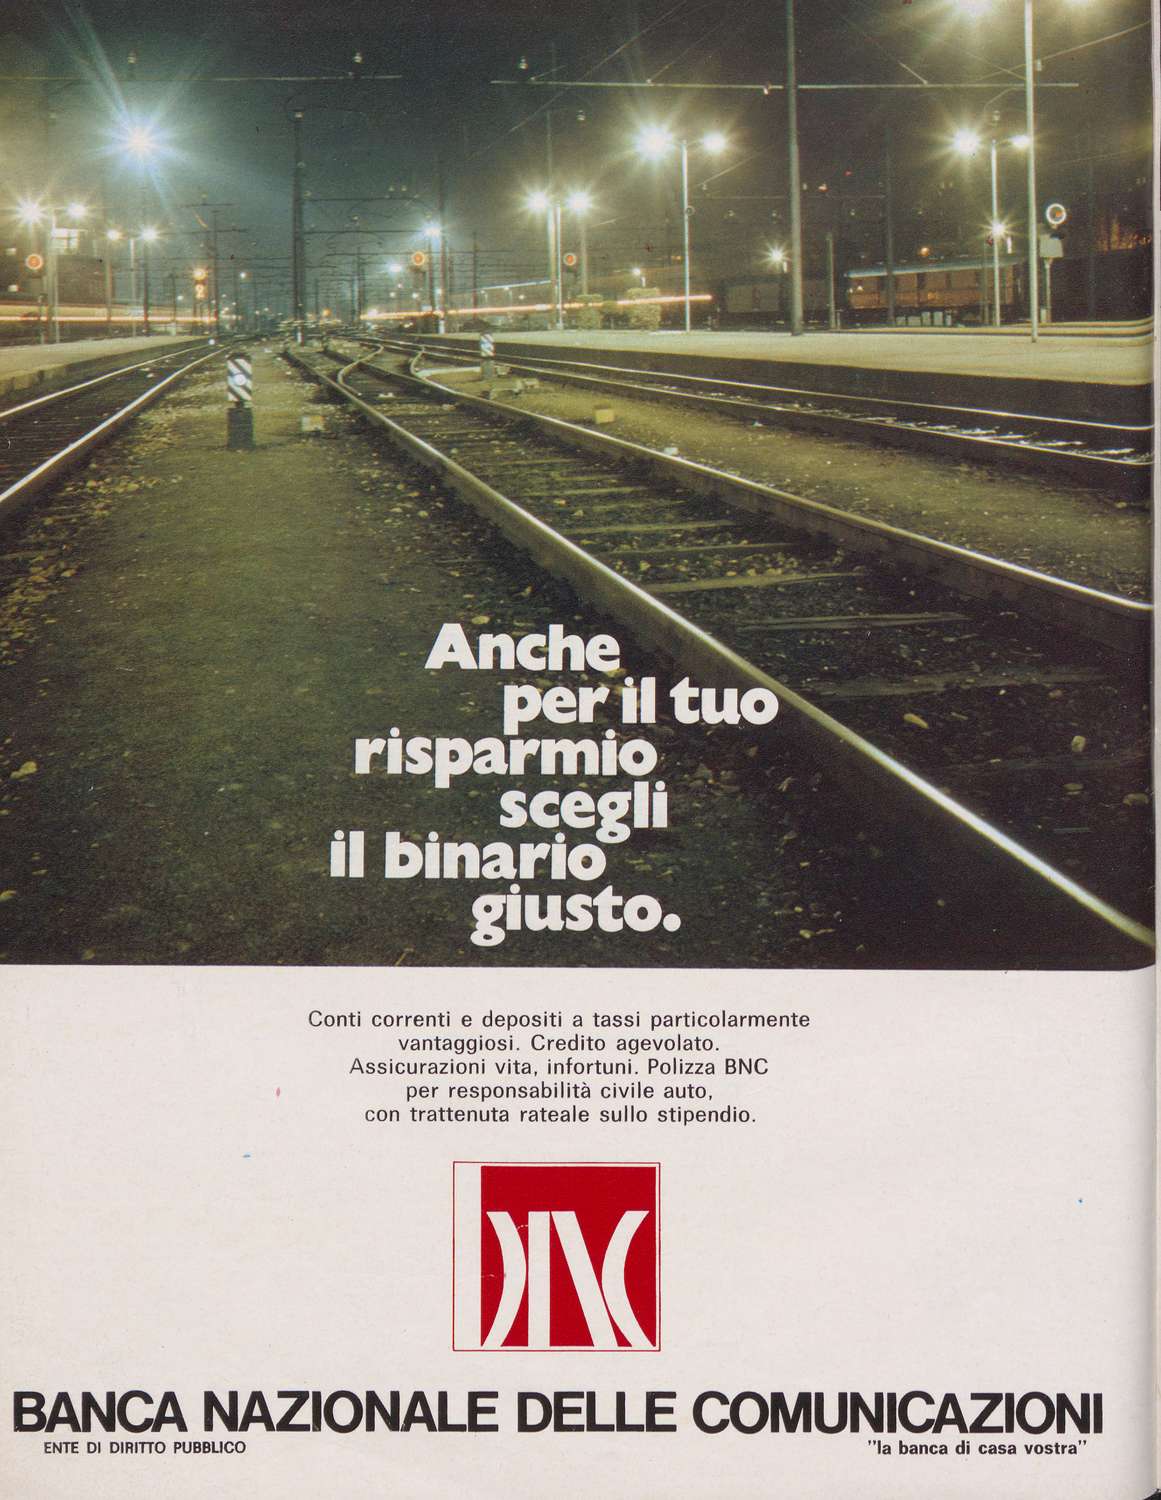 Anche
per il tuo
risparmio
scegli
il binario
giusto.
Conti correnti e depositi a tassi particolarmente
vantaggiosi. Credito agevolato.
Assicurazioni vita, infortuni. Polizza BNC
per responsabilità civile auto,
con trattenuta rateale sullo stipendio.
BNC
BANCA NAZIONALE DELLE COMUNICAZIONI
ENTE DI DIRITTO PUBBLICO
"la banca di casa vostra"